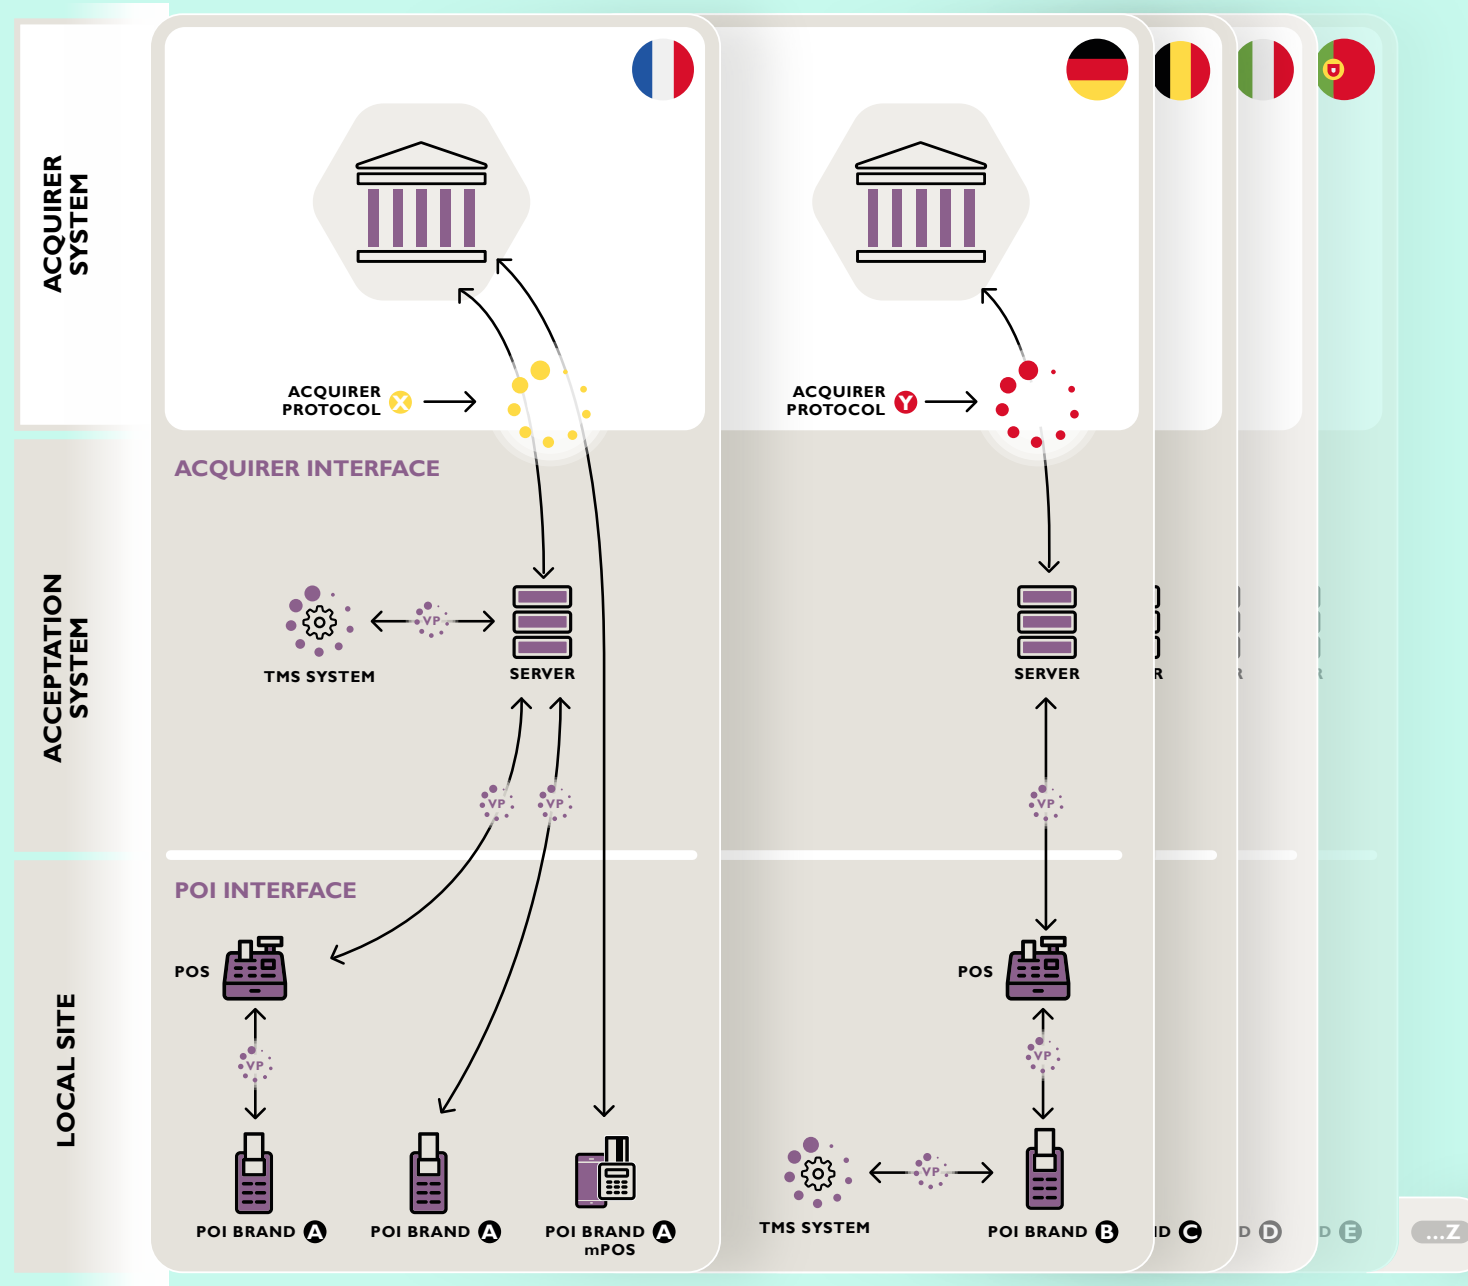 ACQUIRER
SYSTEM
ACQUIRER
PROTOCOL X
ACQUIRER
PROTOCOL Y
ACCEPTATION
SYSTEM
ACQUIRER INTERFACE
VP
TMS SYSTEM
SERVER
SERVER
R
R
R
VP
VP
VP
LOCAL SITE
POI INTERFACE
POS
POS
VP
VP
VP
POI BRAND A
POI BRAND A
POI BRAND A
mPOS
TMS SYSTEM
POI BRAND B
ND C
D D
D E
...Z